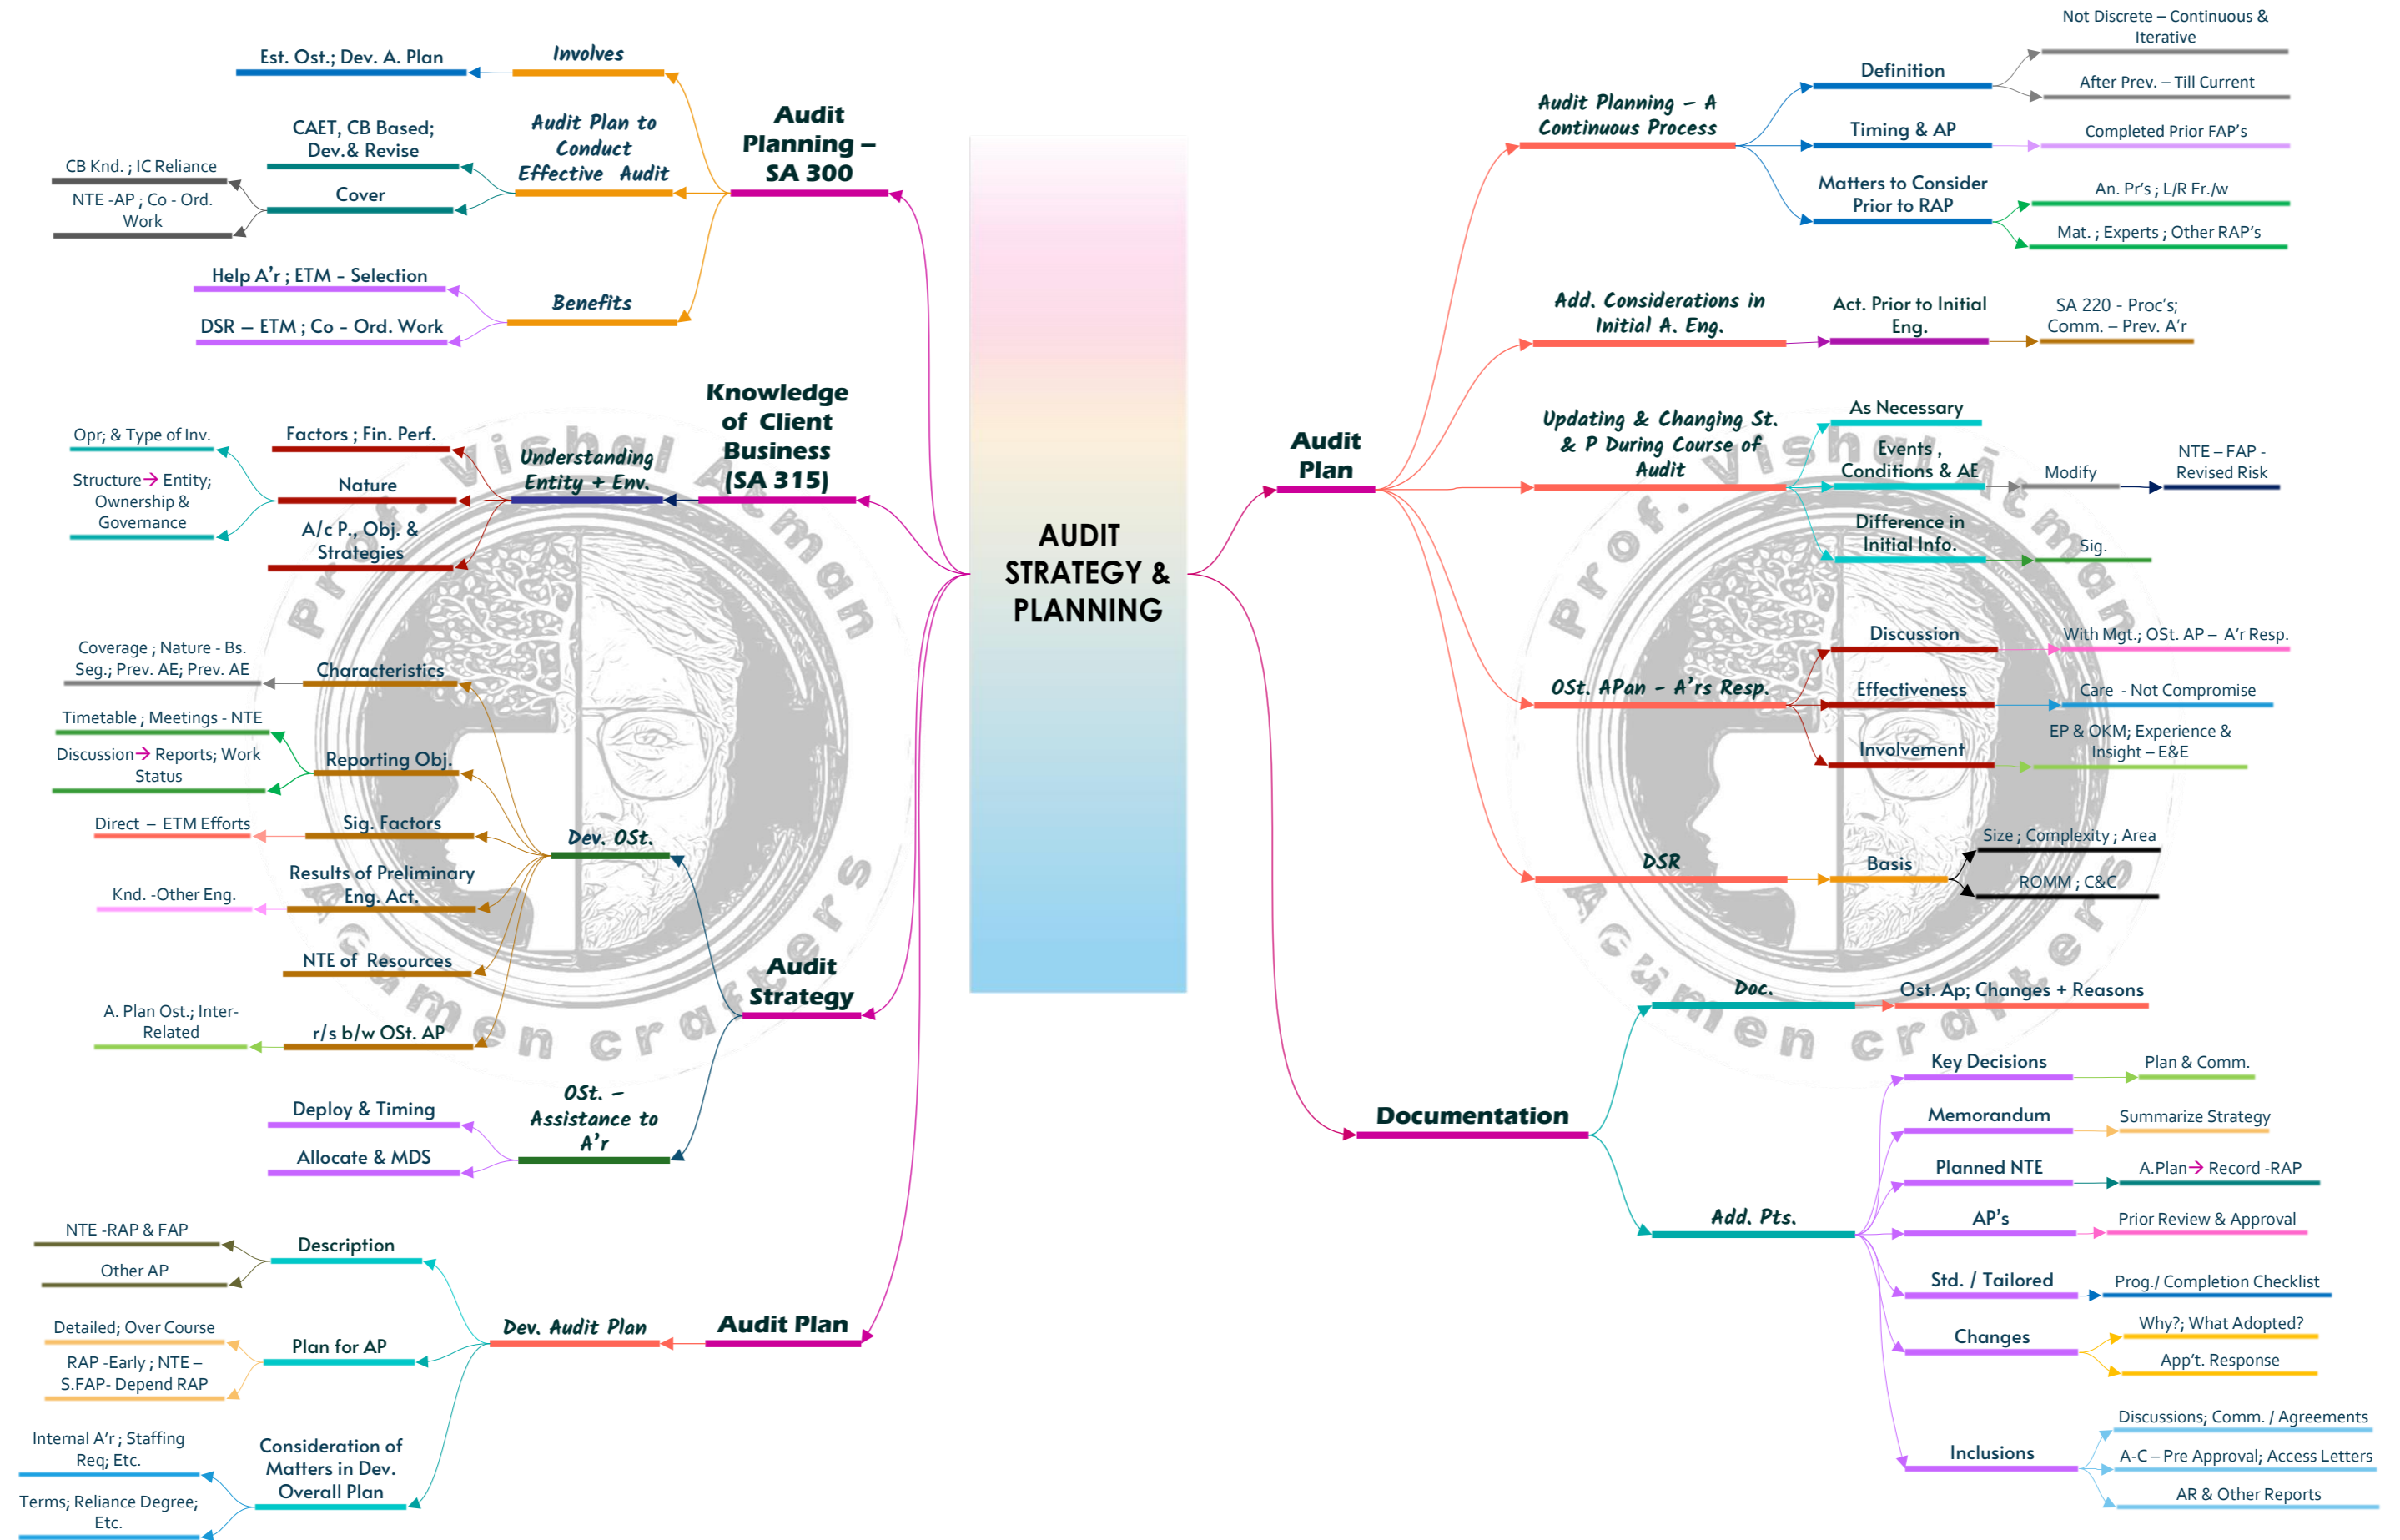 AUDIT
STRATEGY &
PLANNING
Audit
Planning –
SA 300
Involves
Est. Ost.; Dev. A. Plan
Audit Plan to
Conduct
Effective Audit
CAET, CB Based;
Dev.& Revise
Cover
CB Knd. ; IC Reliance
NTE -AP ; Co - Ord.
Work
Benefits
Help A'r ; ETM - Selection
DSR – ETM ; Co - Ord. Work
Knowledge
of Client
Business
(SA 315)
Understanding
Entity + Env.
Factors ; Fin. Perf.
Nature
Opr; & Type of Inv.
Structure→ Entity;
Ownership &
Governance
A/c P., Obj. &
Strategies
Audit
Strategy
Dev. OSt.
Characteristics
Coverage ; Nature - Bs.
Seg.; Prev. AE; Prev. AE
Reporting Obj.
Timetable ; Meetings - NTE
Discussion→ Reports; Work
Status
Sig. Factors
Direct – ETM Efforts
Results of Preliminary
Eng. Act.
Knd. -Other Eng.
NTE of Resources
r/s b/w OSt. AP
A. Plan Ost.; Inter-
Related
OSt. –
Assistance to
A'r
Deploy & Timing
Allocate & MDS
Audit Plan
Dev. Audit Plan
Description
NTE -RAP & FAP
Other AP
Plan for AP
Detailed; Over Course
RAP -Early ; NTE –
S.FAP- Depend RAP
Consideration of
Matters in Dev.
Overall Plan
Internal A'r ; Staffing
Req; Etc.
Terms; Reliance Degree;
Etc.
Audit
Plan
Audit Planning – A
Continuous Process
Definition
Not Discrete – Continuous &
Iterative
After Prev. – Till Current
Timing & AP
Completed Prior FAP's
Matters to Consider
Prior to RAP
An. Pr's ; L/R Fr./w
Mat. ; Experts ; Other RAP's
Add. Considerations in
Initial A. Eng.
Act. Prior to Initial
Eng.
SA 220 - Proc's;
Comm. – Prev. A'r
Updating & Changing St.
& P During Course of
Audit
As Necessary
Events ,
Conditions & AE
Modify
NTE – FAP -
Revised Risk
Difference in
Initial Info.
Sig.
OSt. APan - A'rs Resp.
Discussion
With Mgt.; OSt. AP – A'r Resp.
Effectiveness
Care - Not Compromise
Involvement
EP & OKM; Experience &
Insight – E&E
DSR
Basis
Size ; Complexity ; Area
ROMM ; C&C
Documentation
Doc.
Ost. Ap; Changes + Reasons
Add. Pts.
Key Decisions
Plan & Comm.
Memorandum
Summarize Strategy
Planned NTE
A.Plan→ Record -RAP
AP's
Prior Review & Approval
Std. / Tailored
Prog./ Completion Checklist
Changes
Why?; What Adopted?
App't. Response
Inclusions
Discussions; Comm. / Agreements
A-C – Pre Approval; Access Letters
AR & Other Reports
Prof. Vishal Atman
Acumen crafters
Prof. Vishal Atman
Acumen crafters